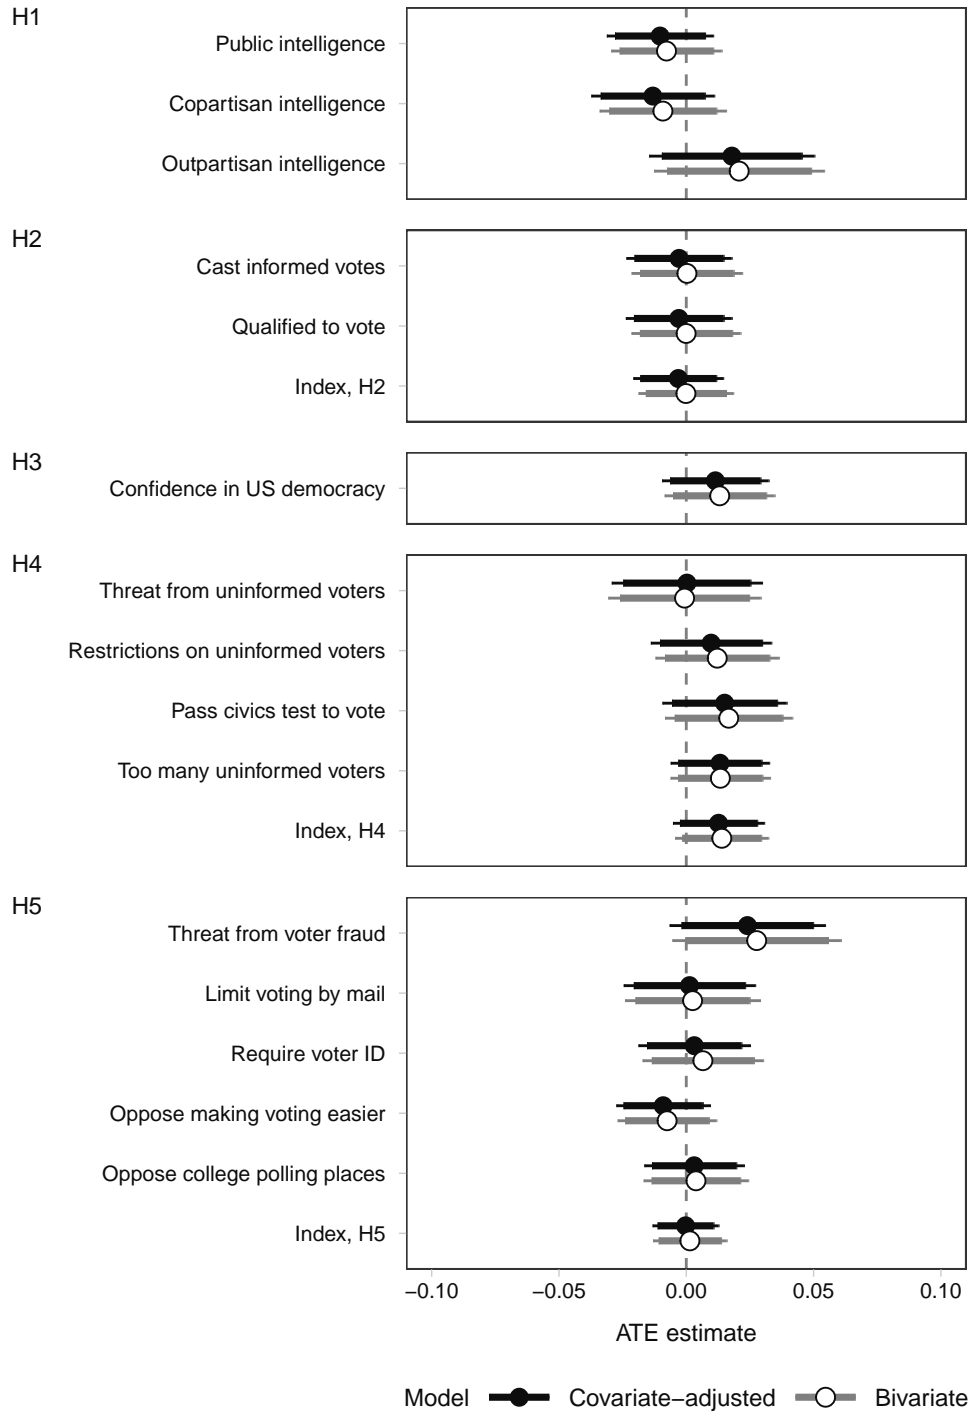 H1
Public intelligence
Copartisan intelligence
Outpartisan intelligence
H2
Cast informed votes
Qualified to vote
Index, H2
H3
Confidence in US democracy
H4
Threat from uninformed voters
Restrictions on uninformed voters
Pass civics test to vote
Too many uninformed voters
Index, H4
H5
Threat from voter fraud
Limit voting by mail
Require voter ID
Oppose making voting easier
Oppose college polling places
Index, H5
−0.10 −0.05 0.00 0.05 0.10
ATE estimate
Model Covariate−adjusted Bivariate